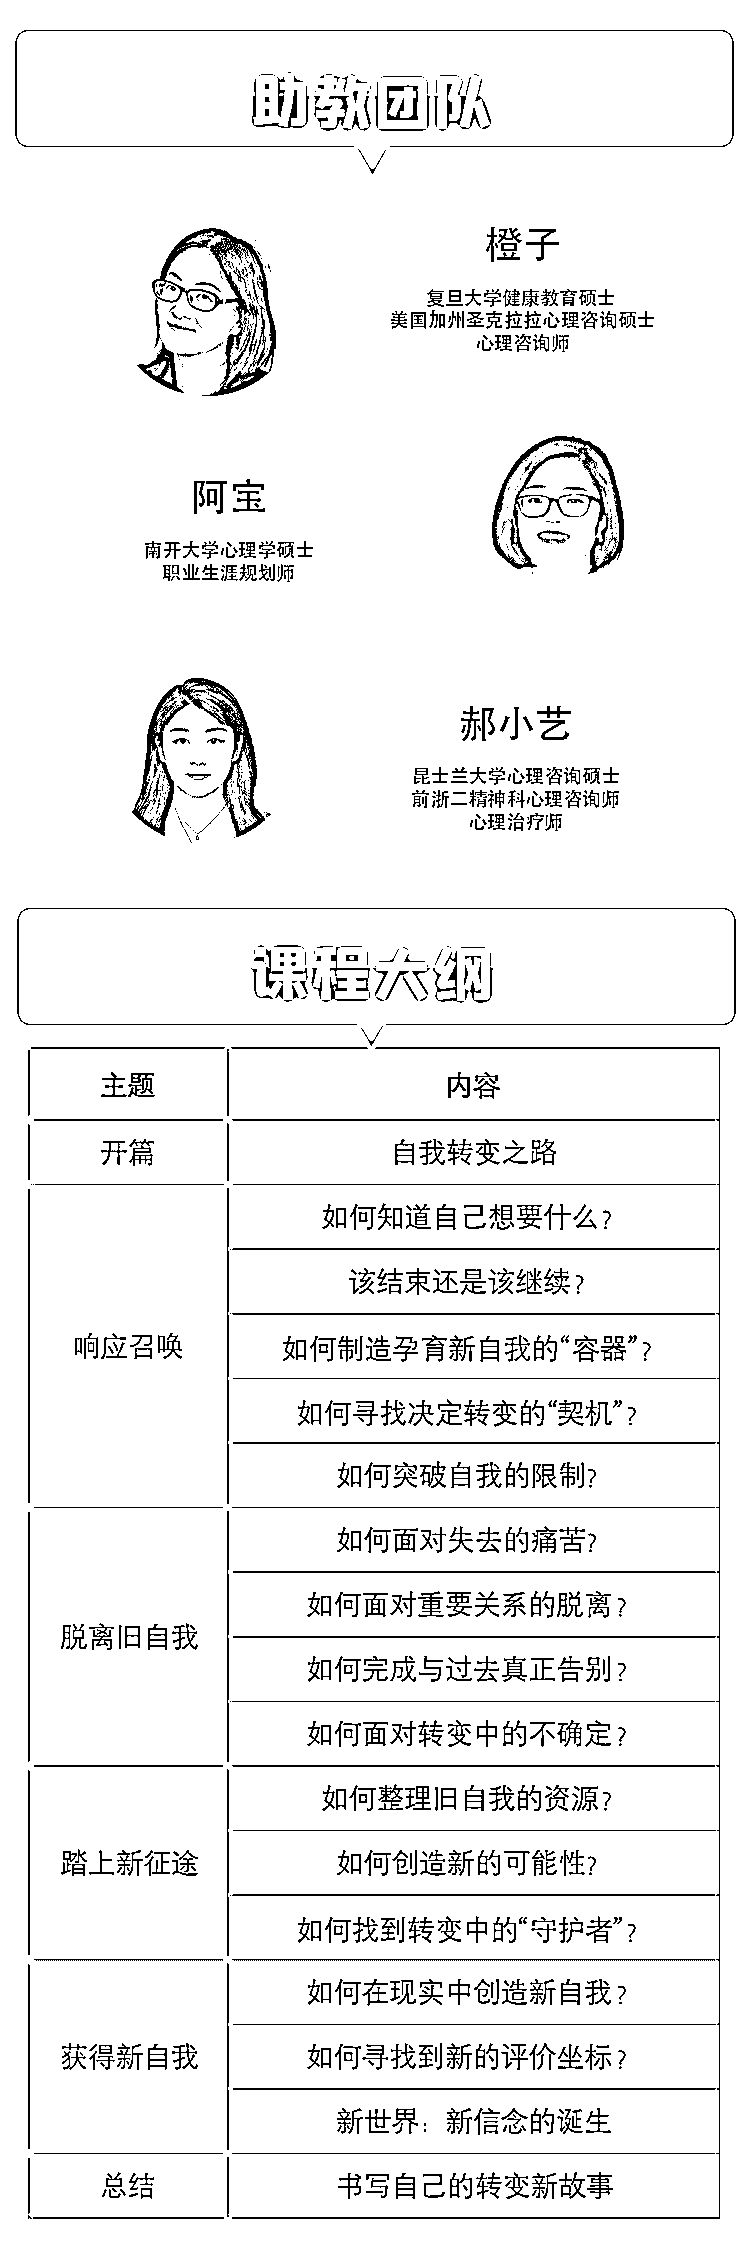 助教团队
橙子
复旦大学健康教育硕士
美国加州圣克拉拉心理咨询硕士
心理咨询师
阿宝
南开大学心理学硕士
职业生涯规划师
郝小艺
昆士兰大学心理咨询硕士
前浙二精神科心理咨询师
心理治疗师
课程大纲
主题 内容
开篇 自我转变之路
响应召唤
如何知道自己想要什么？
该结束还是该继续？
如何制造孕育新自我的“容器”？
如何寻找决定转变的“契机”？
如何突破自我的限制？
脱离旧自我
如何面对失去的痛苦？
如何面对重要关系的脱离？
如何完成与过去真正告别？
如何面对转变中的不确定？
踏上新征途
如何整理旧自我的资源？
如何创造新的可能性？
如何找到转变中的“守护者”？
获得新自我
如何在现实中创造新自我？
如何寻找到新的评价坐标？
新世界：新信念的诞生
总结 书写自己的转变新故事